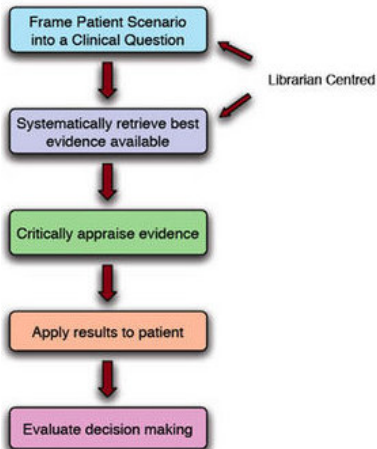 Frame Patient Scenario
into a Clinical Question
Librarian Centred
Systematically retrieve best
evidence available
Critically appraise evidence
Apply results to patient
Evaluate decision making